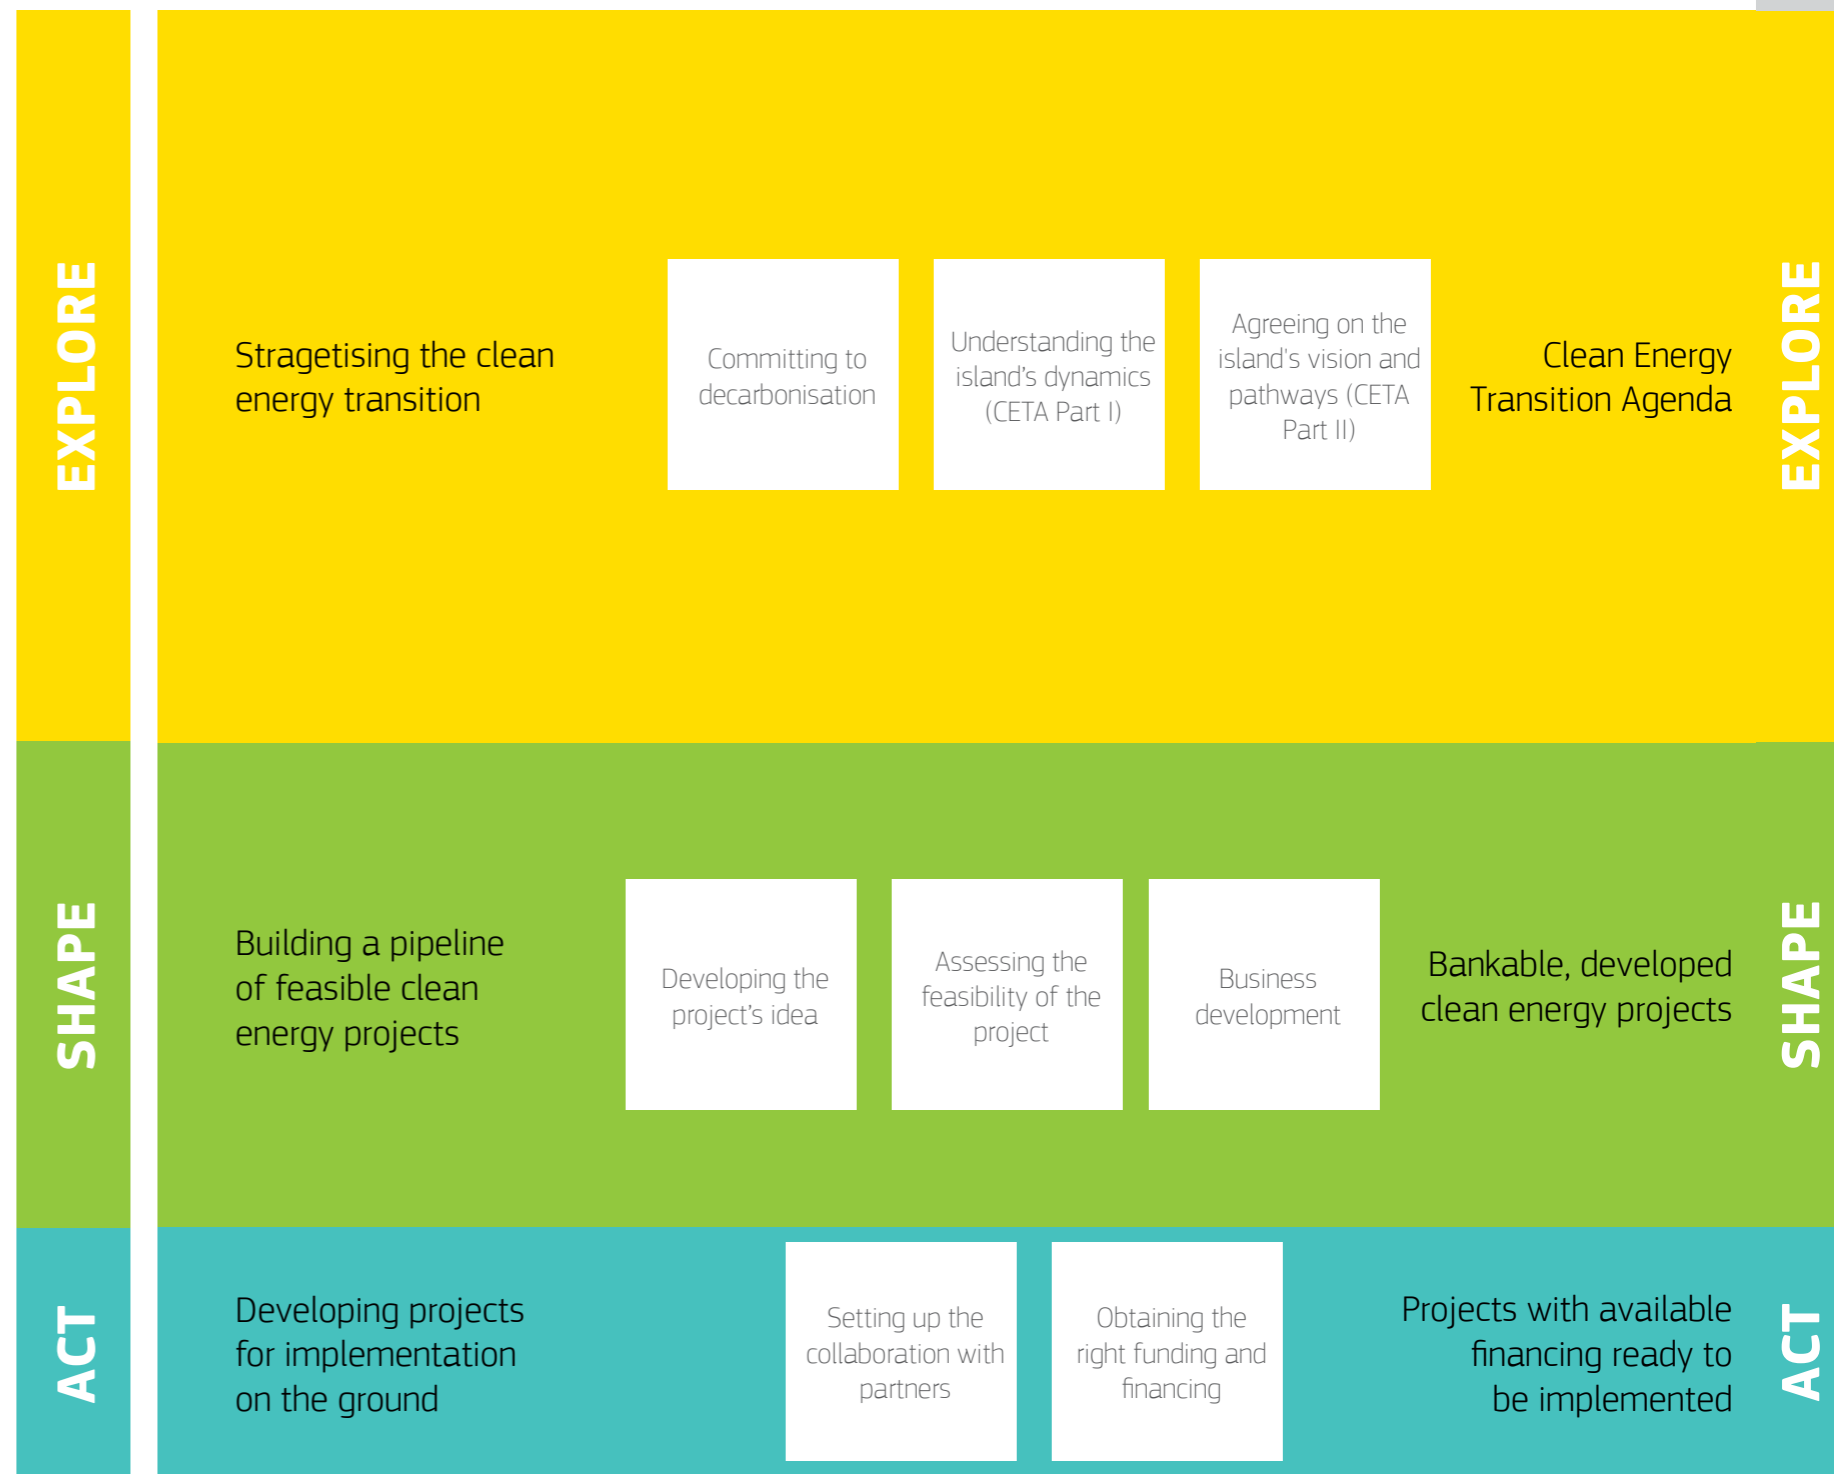 EXPLORE
Stragetising the clean
energy transition
Committing to
decarbonisation
Understanding the
island's dynamics
(CETA Part I)
Agreeing on the
island's vision and
pathways (CETA
Part II)
Clean Energy
Transition Agenda
EXPLORE
SHAPE
Building a pipeline
of feasible clean
energy projects
Developing the
project's idea
Assessing the
feasibility of the
project
Business
development
Bankable, developed
clean energy projects
SHAPE
ACT
Developing projects
for implementation
on the ground
Setting up the
collaboration with
partners
Obtaining the
right funding and
financing
Projects with available
financing ready to
be implemented
ACT